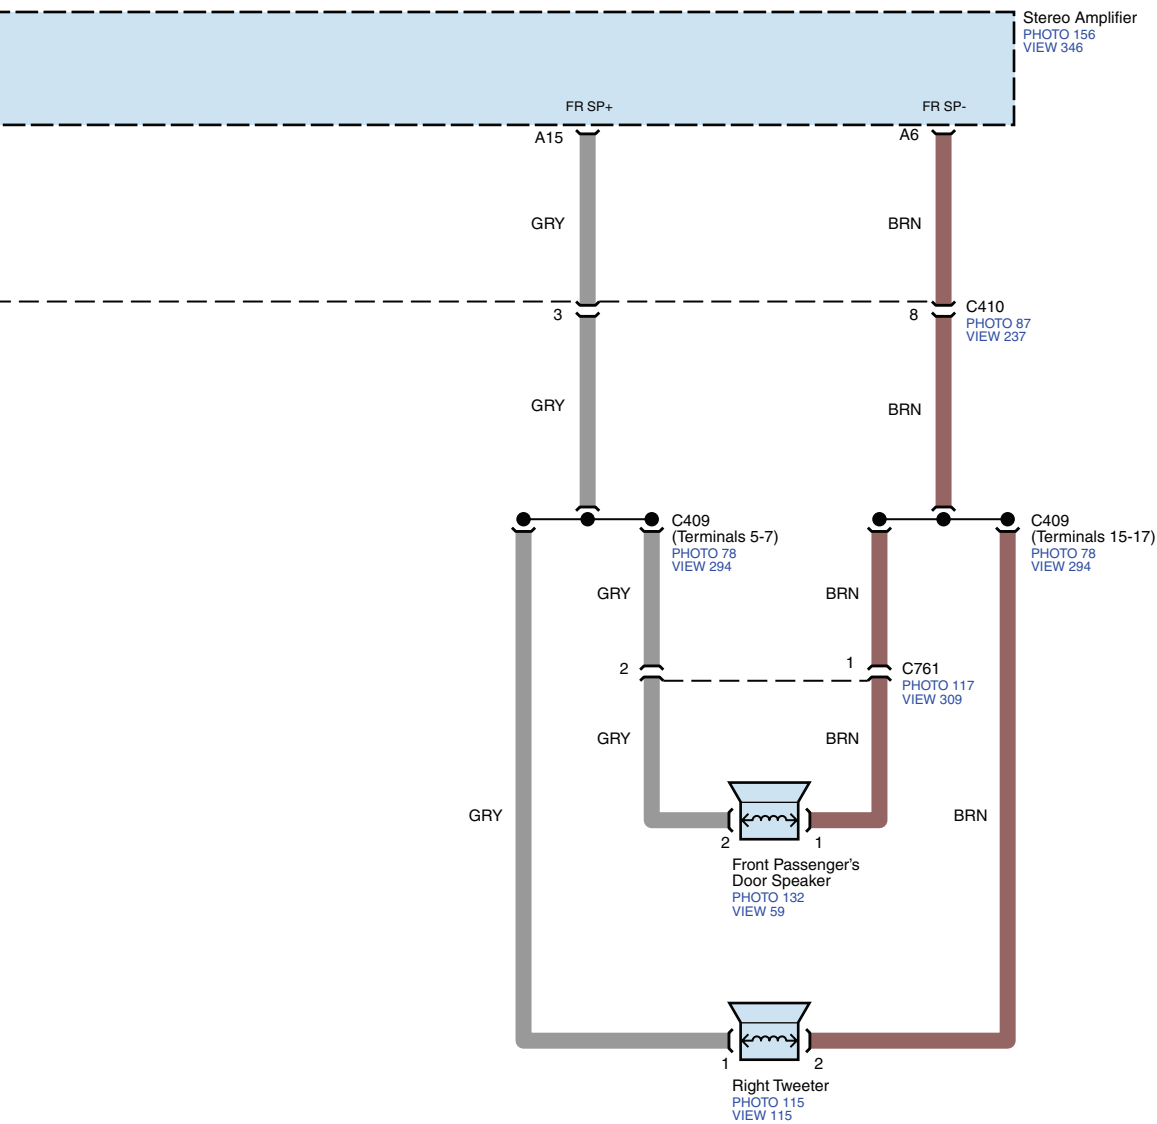 Stereo Amplifier
PHOTO 156
VIEW 346
FR SP+
FR SP-
A15
A6
GRY
BRN
3
8
C410
PHOTO 87
VIEW 237
GRY
BRN
C409
(Terminals 5-7)
PHOTO 78
VIEW 294
C409
(Terminals 15-17)
PHOTO 78
VIEW 294
GRY
BRN
2
1
C761
PHOTO 117
VIEW 309
GRY
BRN
GRY
BRN
2
1
Front Passenger’s
Door Speaker
PHOTO 132
VIEW 59
1
2
Right Tweeter
PHOTO 115
VIEW 115